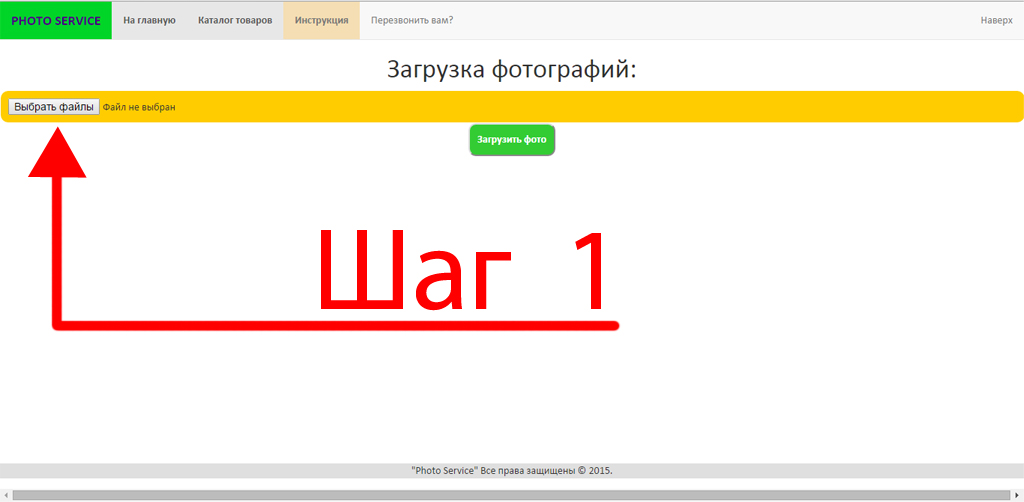 PHOTO SERVICE На главную Каталог товаров Инструкция Перезвонить вам? Наверх
Загрузка фотографий:
Выбрать файлы Файл не выбран
Загрузить фото
Шаг 1
"Photo Service" Все права защищены © 2015.